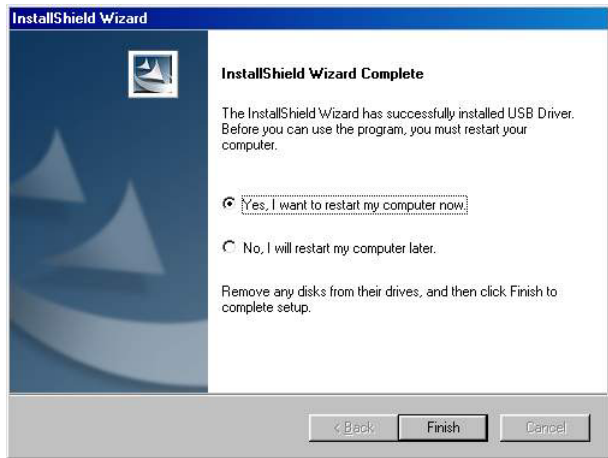 InstallShield Wizard
InstallShield Wizard Complete
The InstallShield Wizard has successfully installed USB Driver.
Before you can use the program, you must restart your
computer.
Yes, I want to restart my computer now.
No, I will restart my computer later.
Remove any disks from their drives, and then click Finish to
complete setup.
< Back Finish Cancel